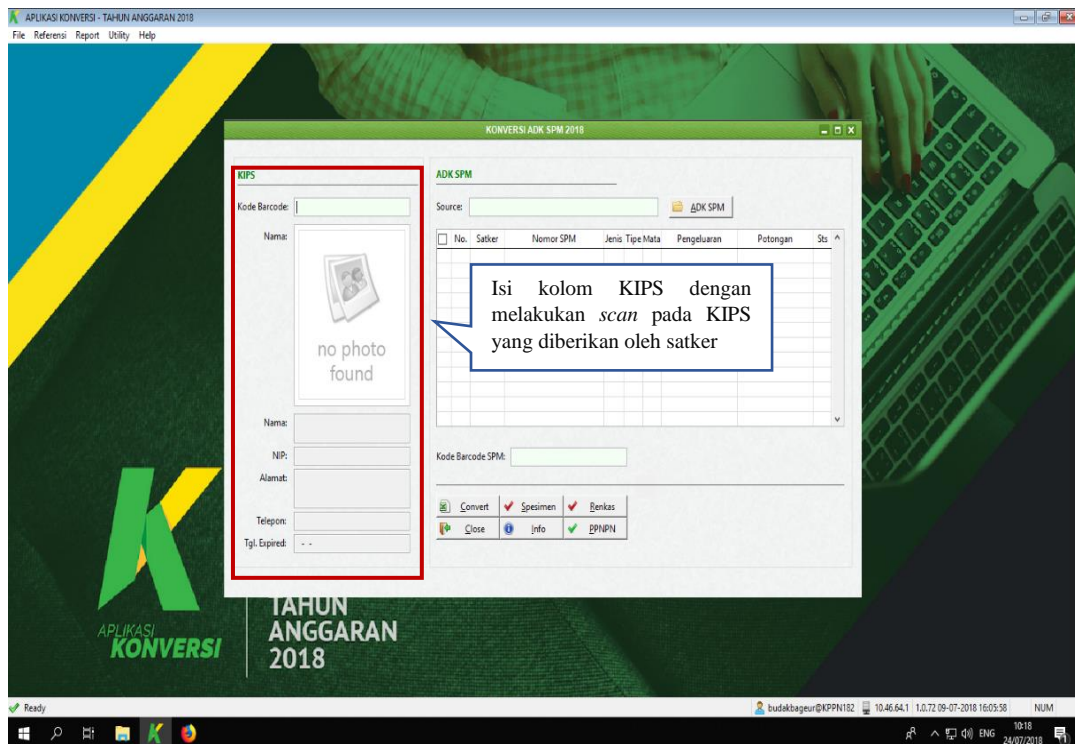 APLIKASI KONVERSI - TAHUN ANGGARAN 2018
File Referensi Report Utility Help
KONVERSI ADK SPM 2018
KIPS
Kode Barcode:
Nama:
no photo
found
Nama:
NIP:
Alamat:
Telepon:
Tgl. Expired: - -
ADK SPM
Source: ADK SPM
No. Satker Nomor SPM Jenis Tipe Mata Pengeluaran Potongan Sts
Isi kolom KIPS dengan
melakukan scan pada KIPS
yang diberikan oleh satker
Kode Barcode SPM:
Convert Spesimen Renkas
Close Info PPNPN
APLIKASI
KONVERSI
TAHUN
ANGGARAN
2018
Ready budakbageur@KPPN182 10.46.64.1 1.0.72 09-07-2018 16:05:58 NUM
ENG 10:18
24/07/2018